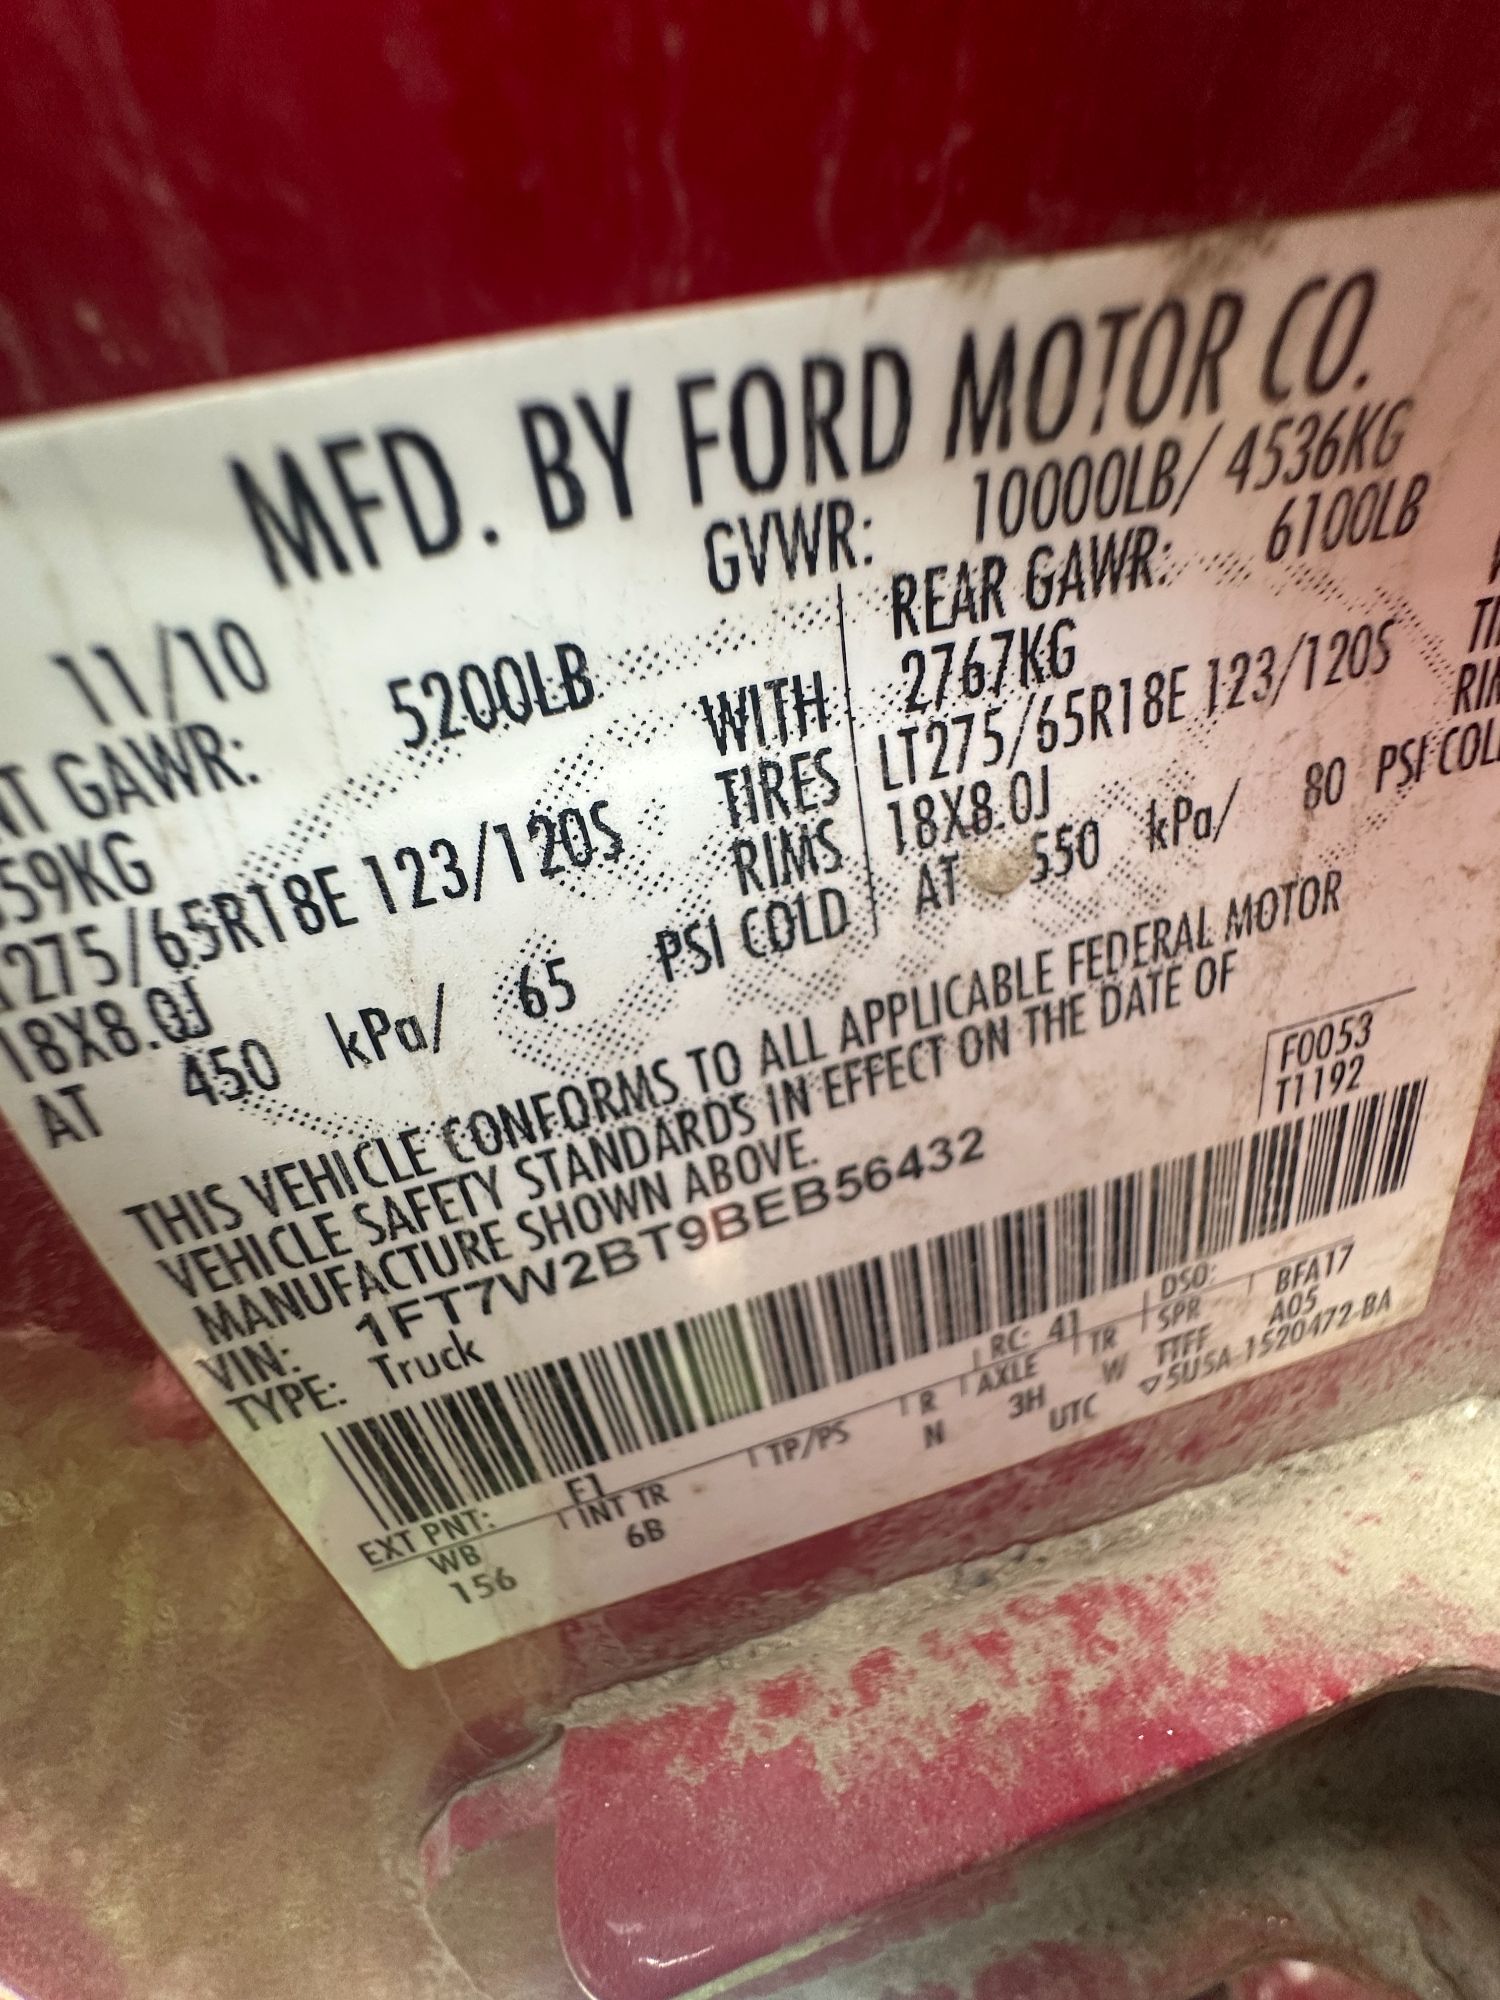 MFD. BY FORD MOTOR CO.
11/10 GVWR: 10000LB/ 4536KG
NT GAWR: 5200LB
59KG WITH
275/65R18E 123/120S TIRES
18X8.0J RIMS
AT 450 kPa/ 65 PSI COLD
REAR GAWR: 6100LB
2767KG
LT275/65R18E 123/120S TI
18X8.0J RI
AT 550 kPa/ 80 PSI COL
THIS VEHICLE CONFORMS TO ALL APPLICABLE FEDERAL MOTOR
VEHICLE SAFETY STANDARDS IN EFFECT ON THE DATE OF
MANUFACTURE SHOWN ABOVE.
VIN: 1FT7W2BT9BEB56432
TYPE: Truck
F0053
T1192
EXT PNT: F1 RC: 41 DSO:
WB INT TR TP/PS R AXLE TR SPR BFA17
156 6B N 3H W TTFF A05
UTC ▽5U5A-1520472-BA